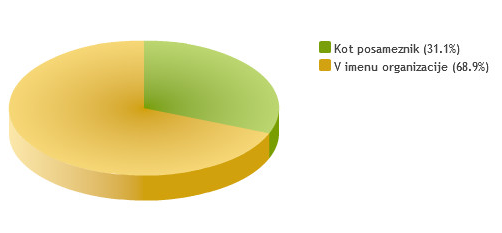 Kot posameznik (31.1%)
V imenu organizacije (68.9%)